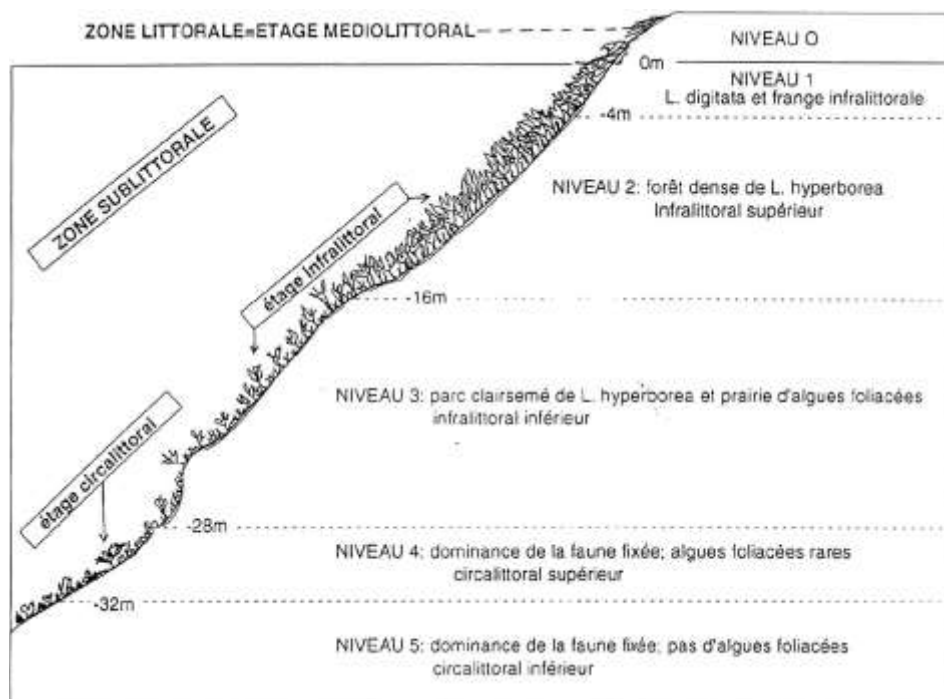 ZONE LITTORALE=ETAGE MEDIOLITTORAL
NIVEAU O
0m
NIVEAU 1
L. digitata et frange infralittorale
-4m
ZONE SUBLITTORALE
NIVEAU 2: forêt dense de L. hyperborea
Infralittoral supérieur
étage Infralittoral
-16m
NIVEAU 3: parc clairsemé de L. hyperborea et prairie d'algues foliacées
infralittoral inférieur
étage circalittoral
-28m
NIVEAU 4: dominance de la faune fixée; algues foliacées rares
circalittoral supérieur
-32m
NIVEAU 5: dominance de la faune fixée; pas d'algues foliacées
circalittoral inférieur